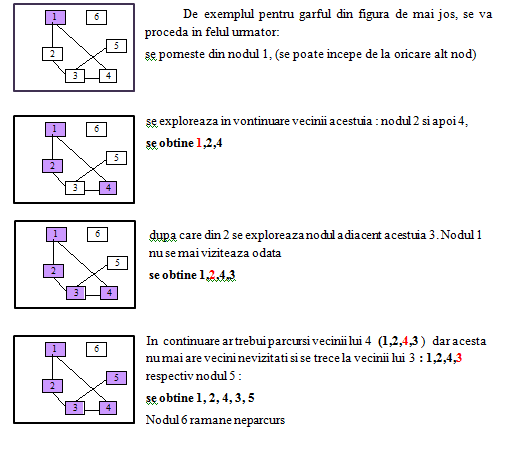 De exemplul pentru garful din figura de mai jos, se va
proceda in felul urmator:
se porneste din nodul 1, (se poate incepe de la oricare alt nod)
1
6
5
2
3
4
se exploreaza in vontinuare vecinii acestuia : nodul 2 si apoi 4,
se obtine 1,2,4
1
6
5
2
3
4
dupa care din 2 se exploreaza nodul adiacent acestuia 3. Nodul 1
nu se mai viziteaza odata
se obtine 1,2,4,3
1
6
5
2
3
4
In continuare ar trebui parcursi vecinii lui 4 (1,2,4,3 ) dar acesta
nu mai are vecini nevizitati si se trece la vecinii lui 3 : 1,2,4,3
respectiv nodul 5 :
se obtine 1, 2, 4, 3, 5
Nodul 6 ramane neparcurs
1
6
5
2
3
4